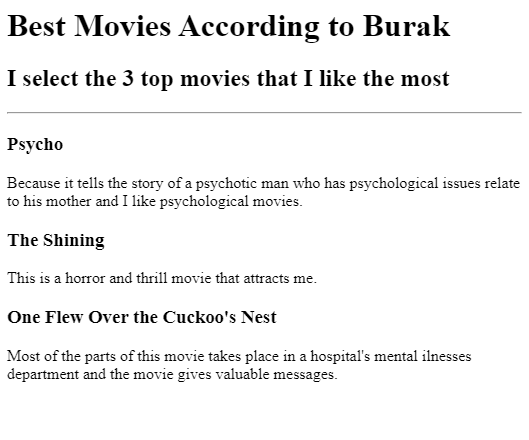 Best Movies According to Burak
I select the 3 top movies that I like the most
Psycho
Because it tells the story of a psychotic man who has psychological issues relate
to his mother and I like psychological movies.
The Shining
This is a horror and thrill movie that attracts me.
One Flew Over the Cuckoo's Nest
Most of the parts of this movie takes place in a hospital's mental ilnesses
department and the movie gives valuable messages.